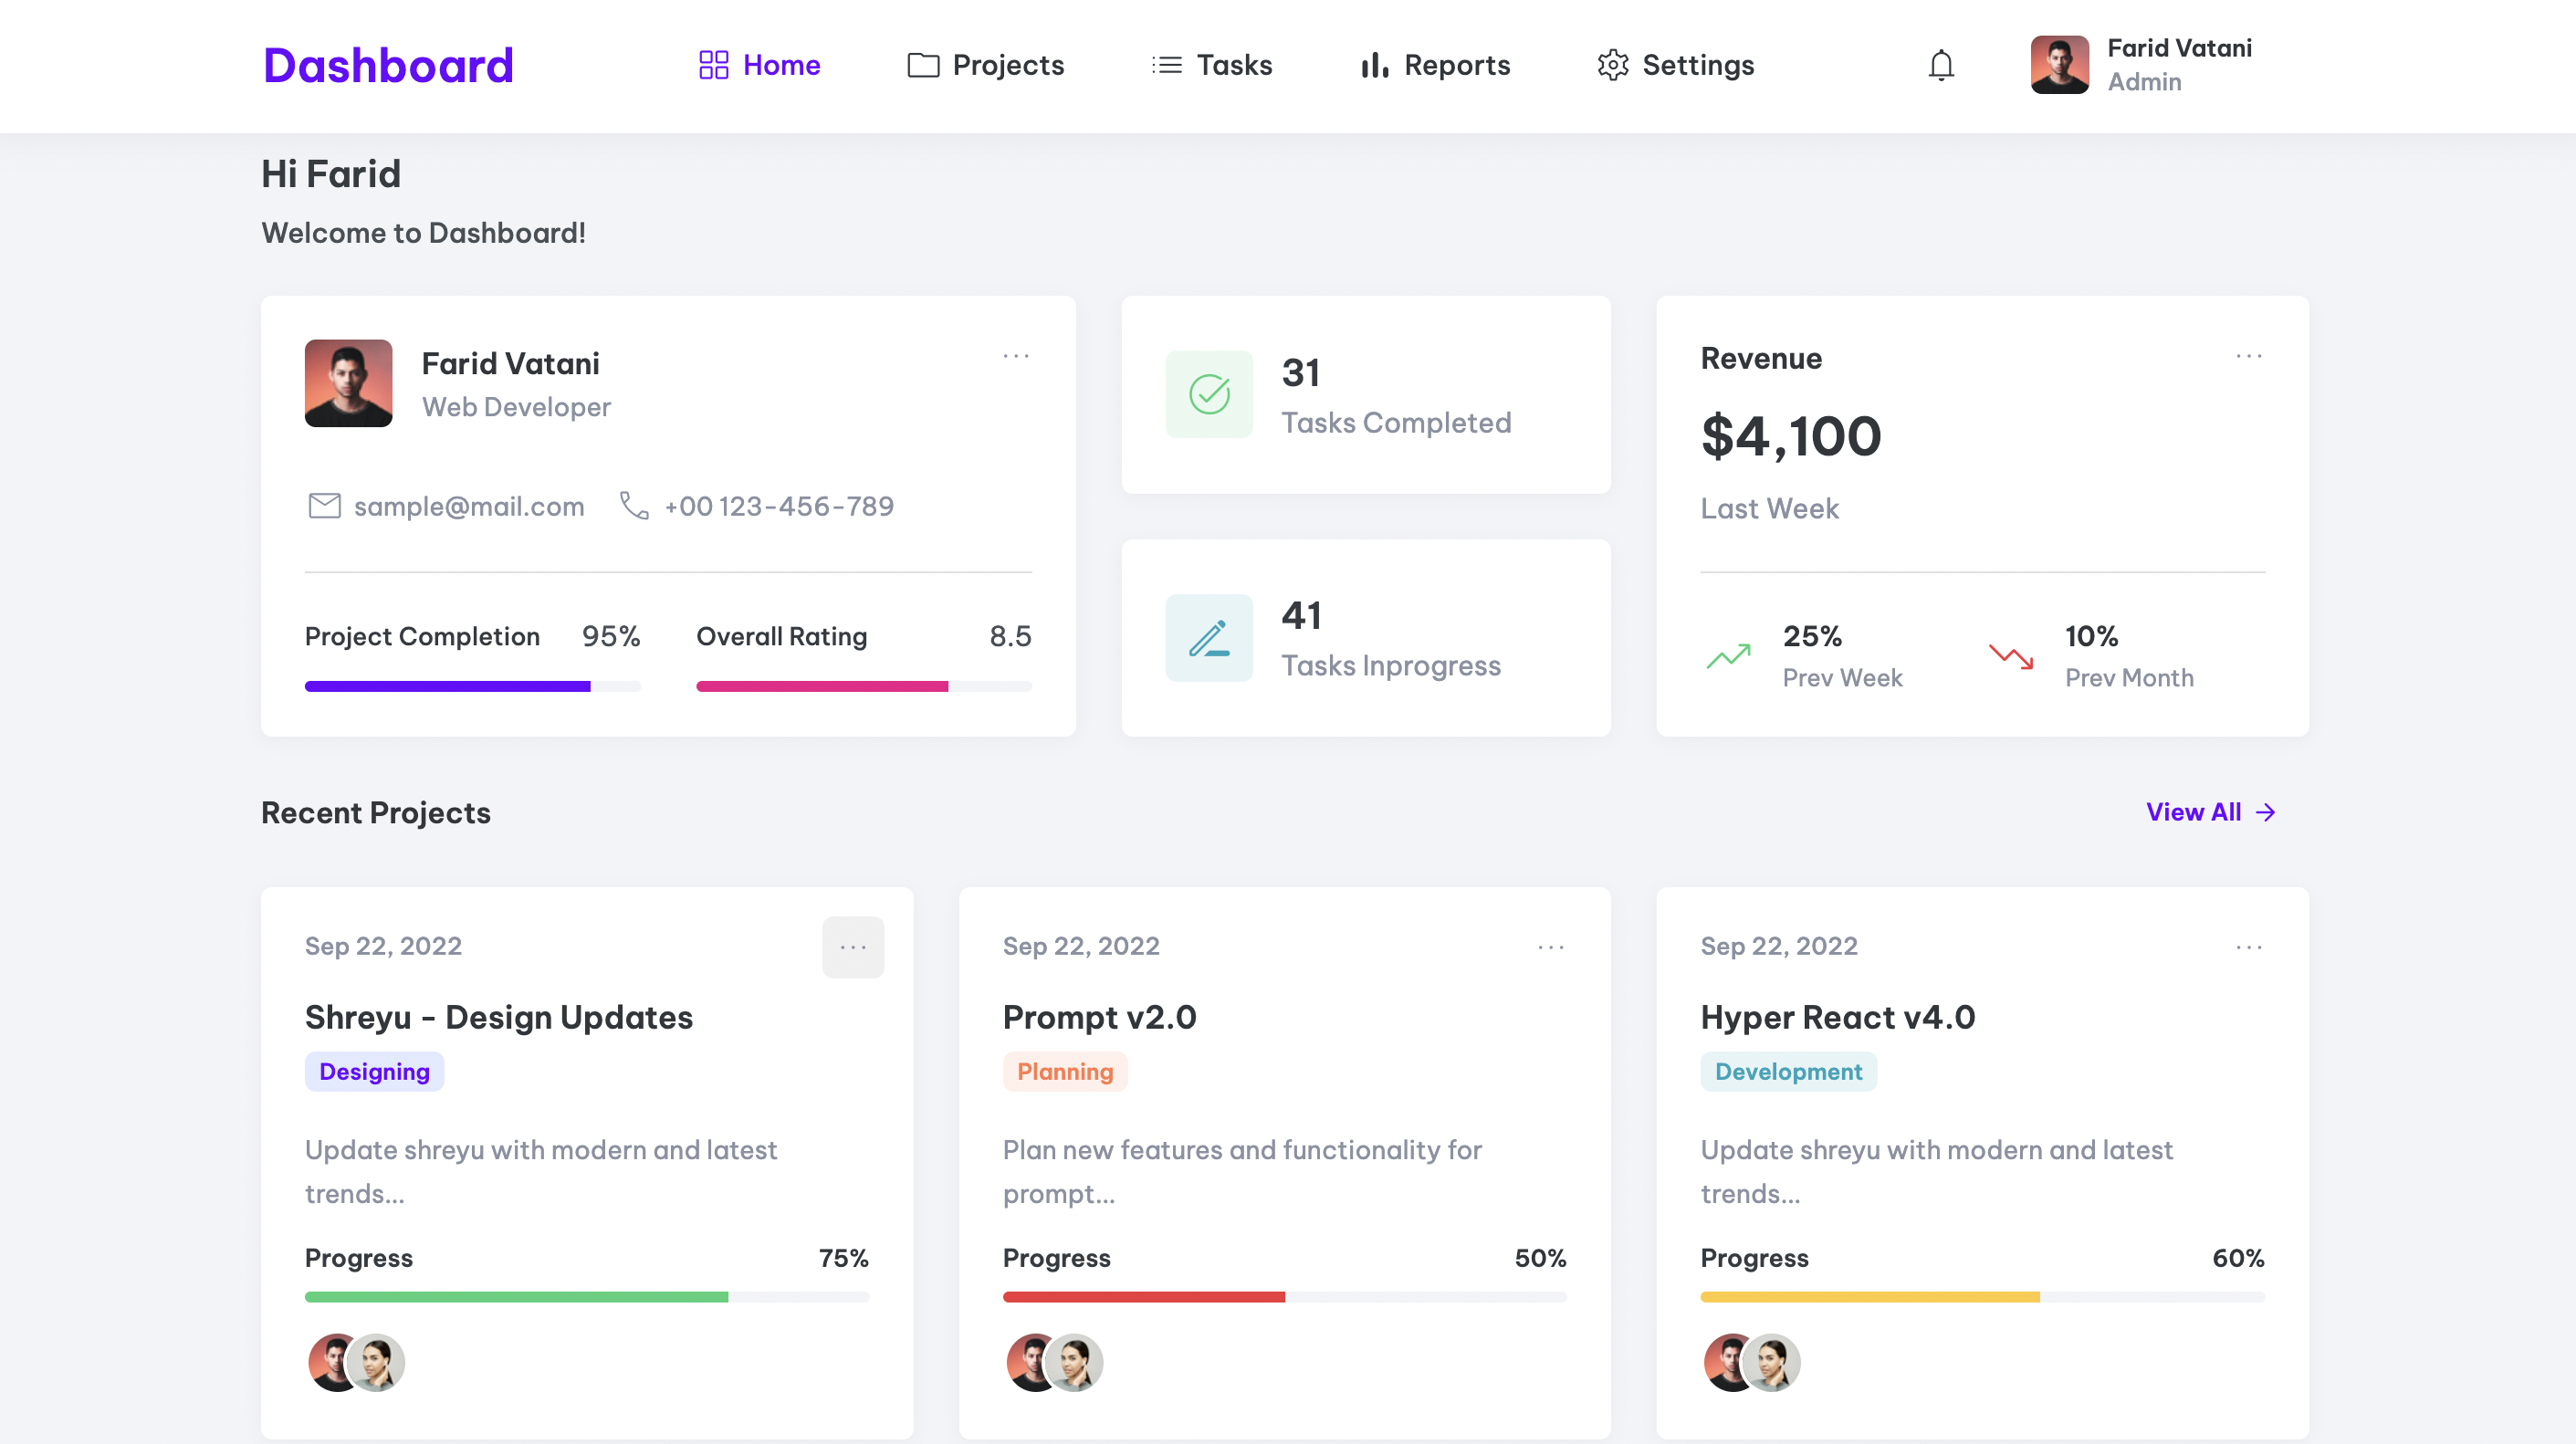 Dashboard
Home
Projects
Tasks
Reports
Settings
Farid Vatani
Admin
Hi Farid
Welcome to Dashboard!
Farid Vatani
Web Developer
sample@mail.com
+00 123-456-789
Project Completion 95%
Overall Rating 8.5
31
Tasks Completed
41
Tasks Inprogress
Revenue
$4,100
Last Week
25%
Prev Week
10%
Prev Month
Recent Projects
View All
Sep 22, 2022
Shreyu - Design Updates
Designing
Update shreyu with modern and latest
trends...
Progress 75%
Sep 22, 2022
Prompt v2.0
Planning
Plan new features and functionality for
prompt...
Progress 50%
Sep 22, 2022
Hyper React v4.0
Development
Update shreyu with modern and latest
trends...
Progress 60%